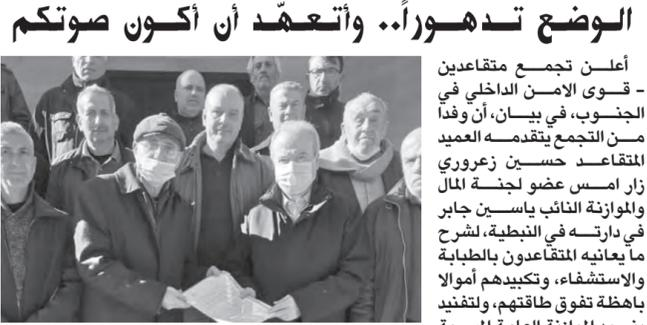 الوضع تدهوراً.. وأتعهّد أن أكون صوتكم
أعلن تجمع متقاعدين
- قوى الامن الداخلي في
الجنوب، في بيان، أن وفدا
من التجمع يتقدمه العميد
المتقاعد حسين زعروري
زار امس عضو لجنة المال
والموازنة النائب ياسين جابر
في دارته في النبطية، لشرح
ما يعانيه المتقاعدون بالطبابة
والاستشفاء، وتكبيدهم أموالا
باهظة تفوق طاقتهم، ولتفنيد